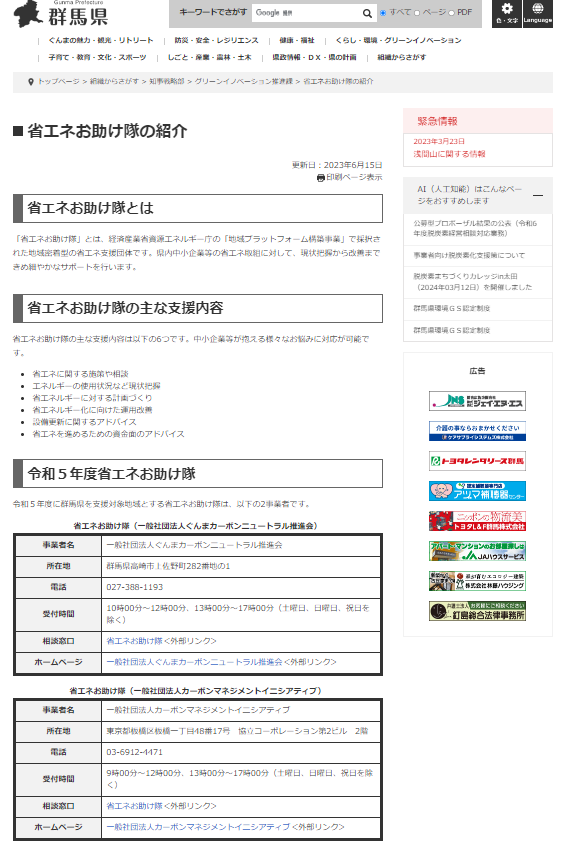 Gunma Prefecture
群馬県
キーワードでさがす
Google 提供
すべて ページ PDF
色・文字
Language
ぐんまの魅力・観光・リトリート
防災・安全・レジリエンス
健康・福祉
くらし・環境・グリーンイノベーション
子育て・教育・文化・スポーツ
しごと・産業・農林・土木
県政情報・DX・県の計画
組織からさがす
トップページ > 組織からさがす > 知事戦略部 > グリーンイノベーション推進課 > 省エネお助け隊の紹介
省エネお助け隊の紹介
更新日：2023年6月15日
印刷ページ表示
省エネお助け隊とは
「省エネお助け隊」とは、経済産業省資源エネルギー庁の「地域プラットフォーム構築事業」で採択さ
れた地域密着型の省エネ支援団体です。県内中小企業等の省エネ取組に対して、現状把握から改善まで
きめ細やかなサポートを行います。
省エネお助け隊の主な支援内容
省エネお助け隊の主な支援内容は以下の6つです。中小企業等が抱える様々なお悩みに対応が可能で
す。
省エネに関する施策や相談
エネルギーの使用状況など現状把握
省エネルギーに対する計画づくり
省エネルギー化に向けた運用改善
設備更新に関するアドバイス
省エネを進めるための資金面のアドバイス
令和５年度省エネお助け隊
令和５年度に群馬県を支援対象地域とする省エネお助け隊は、以下の2事業者です。
省エネお助け隊（一般社団法人ぐんまカーボンニュートラル推進会）
事業者名 一般社団法人ぐんまカーボンニュートラル推進会
所在地 群馬県高崎市上佐野町282番地の1
電話 027-388-1193
受付時間 10時00分～12時00分、13時00分～17時00分（土曜日、日曜日、祝日を
除く）
相談窓口 省エネお助け隊＜外部リンク＞
ホームページ 一般社団法人ぐんまカーボンニュートラル推進会＜外部リンク＞
省エネお助け隊（一般社団法人カーボンマネジメントイニシアティブ）
事業者名 一般社団法人カーボンマネジメントイニシアティブ
所在地 東京都板橋区板橋一丁目48番17号 協立コーポレーション第2ビル 2階
電話 03-6912-4471
受付時間 9時00分～12時00分、13時00分～17時00分（土曜日、日曜日、祝日を除
く）
相談窓口 省エネお助け隊＜外部リンク＞
ホームページ 一般社団法人カーボンマネジメントイニシアティブ＜外部リンク＞
緊急情報
2023年3月23日
浅間山に関する情報
AI（人工知能）はこんなペー
ジをおすすめします
公募型プロポーザル結果の公表（令和6
年度脱炭素経営相談対応業務）
事業者向け脱炭素化支援策について
脱炭素まちづくりカレッジin太田
（2024年03月12日）を開催しました
群馬県環境ＧＳ認定制度
群馬県環境ＧＳ認定制度
広告
JNS
ジェイ・エヌ・エス
介護の事ならおまかせください
ケアサプライシステムズ株式会社
トヨタレンタリース群馬
アヅマ補聴器センター
ニッポンの物流美
トヨタL&F群馬株式会社
アパート マンションのお部屋探しは
JAハウスサービス
株式会社林藤ハウジング
お気軽にご相談ください
釘島総合法律事務所